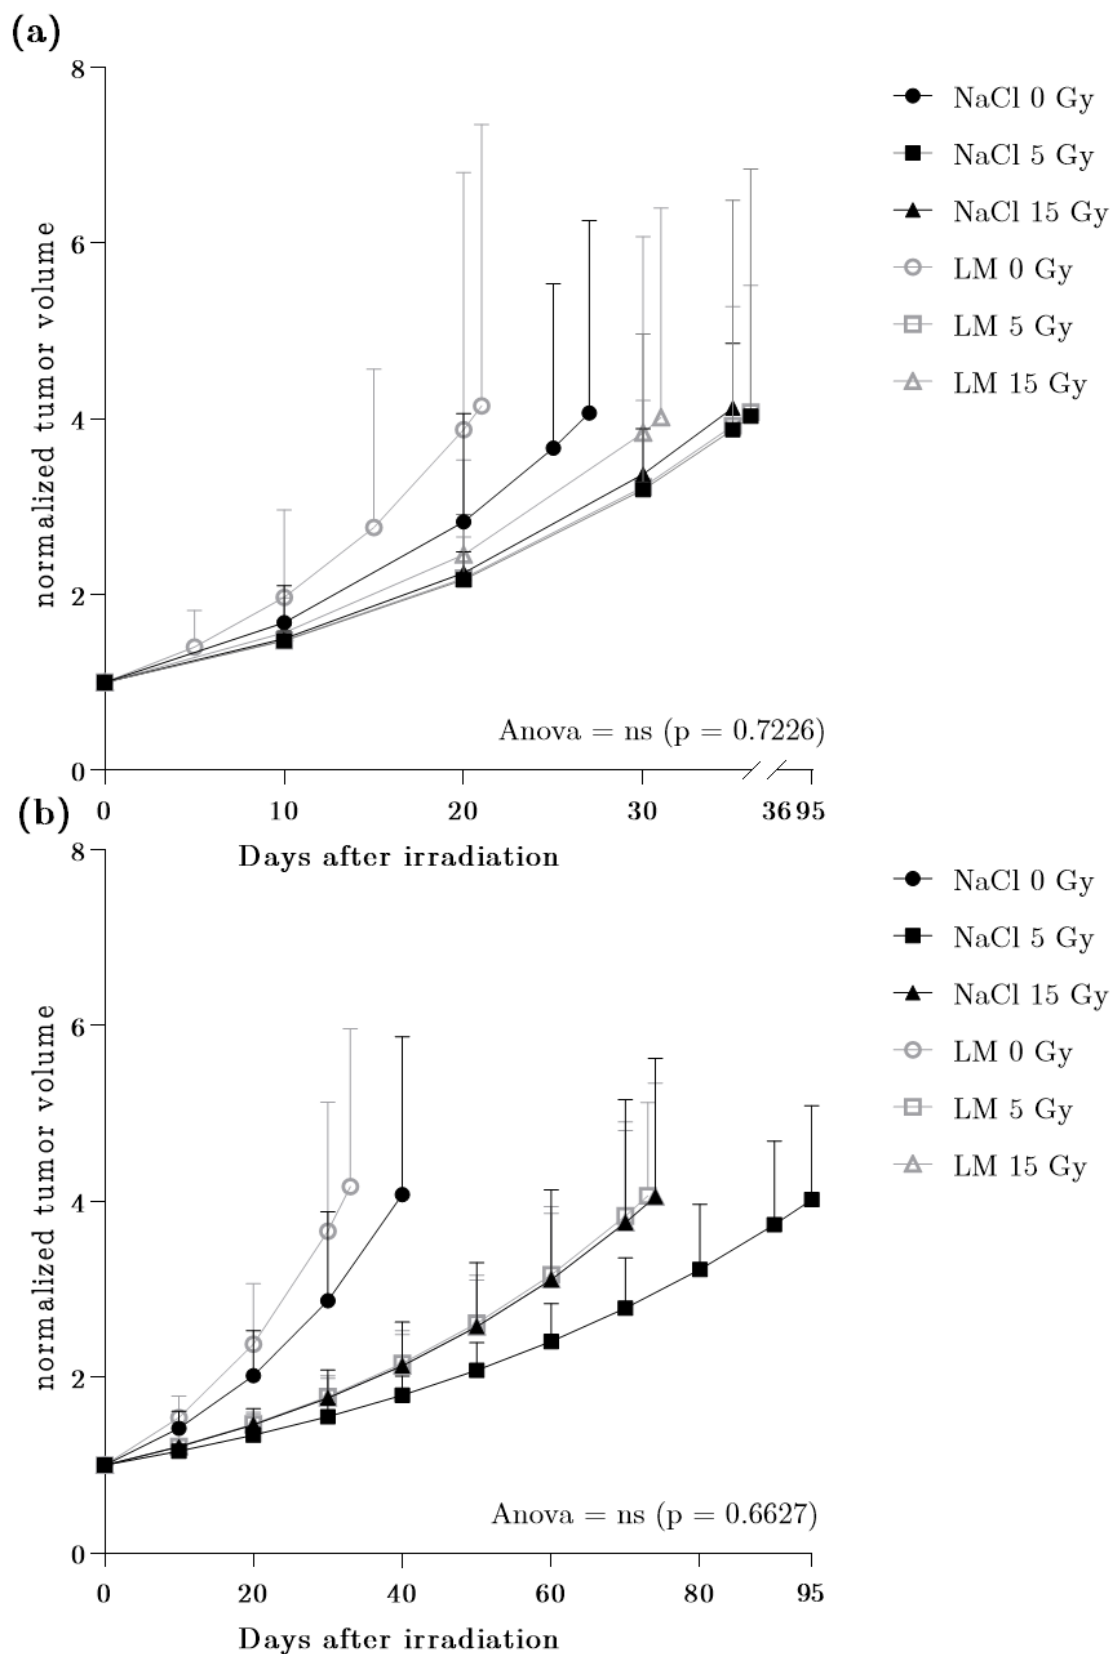 (a)
8
6
4
2
0
normalized tumor volume
NaCl 0 Gy
NaCl 5 Gy
NaCl 15 Gy
LM 0 Gy
LM 5 Gy
LM 15 Gy
Anova = ns (p = 0.7226)
0 10 20 30 36 95
Days after irradiation
(b)
8
6
4
2
0
normalized tumor volume
NaCl 0 Gy
NaCl 5 Gy
NaCl 15 Gy
LM 0 Gy
LM 5 Gy
LM 15 Gy
Anova = ns (p = 0.6627)
0 20 40 60 80 95
Days after irradiation